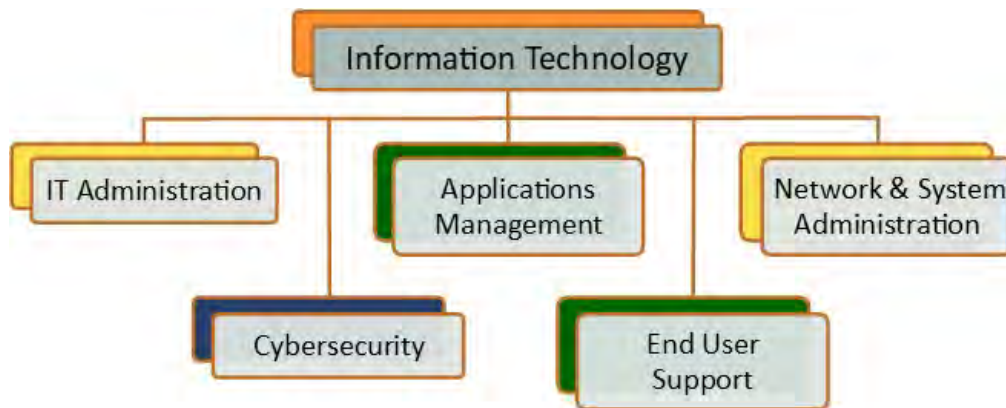 Information Technology
IT Administration
Applications
Management
Network & System
Administration
Cybersecurity
End User
Support